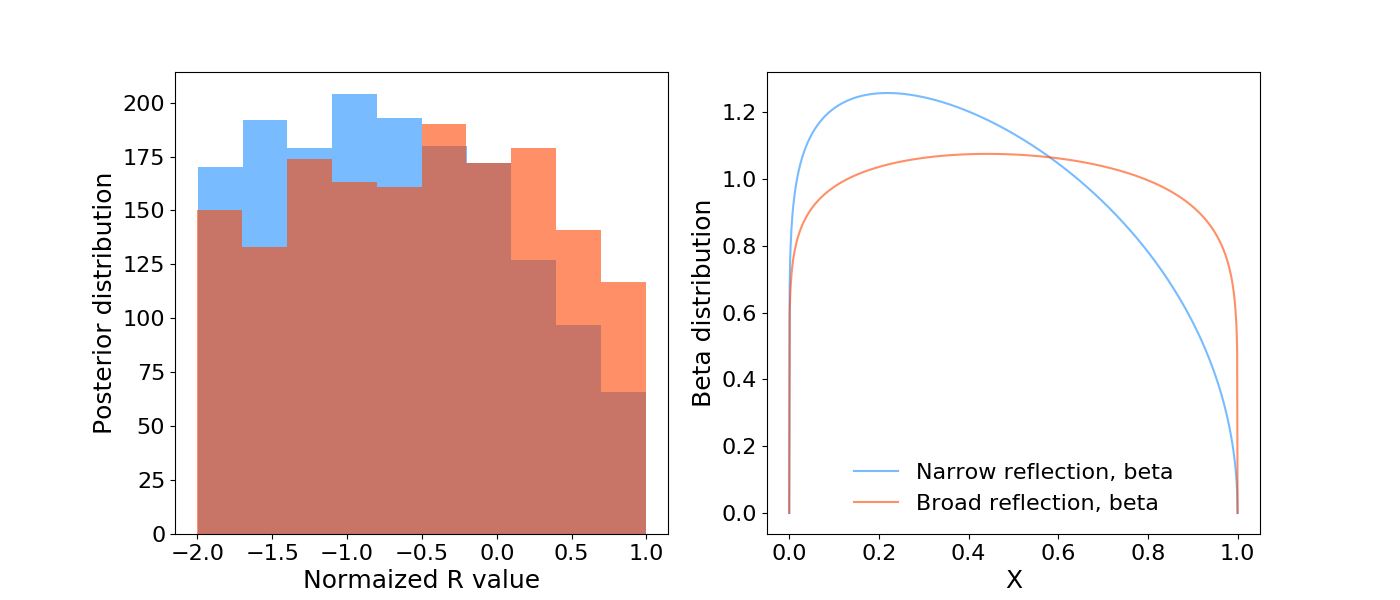 Posterior distribution
200
175
150
125
100
75
50
25
0
−2.0 −1.5 −1.0 −0.5 0.0 0.5 1.0
Normaized R value
Beta distribution
1.2
1.0
0.8
0.6
0.4
0.2
0.0
Narrow reflection, beta
Broad reflection, beta
0.0 0.2 0.4 0.6 0.8 1.0
X